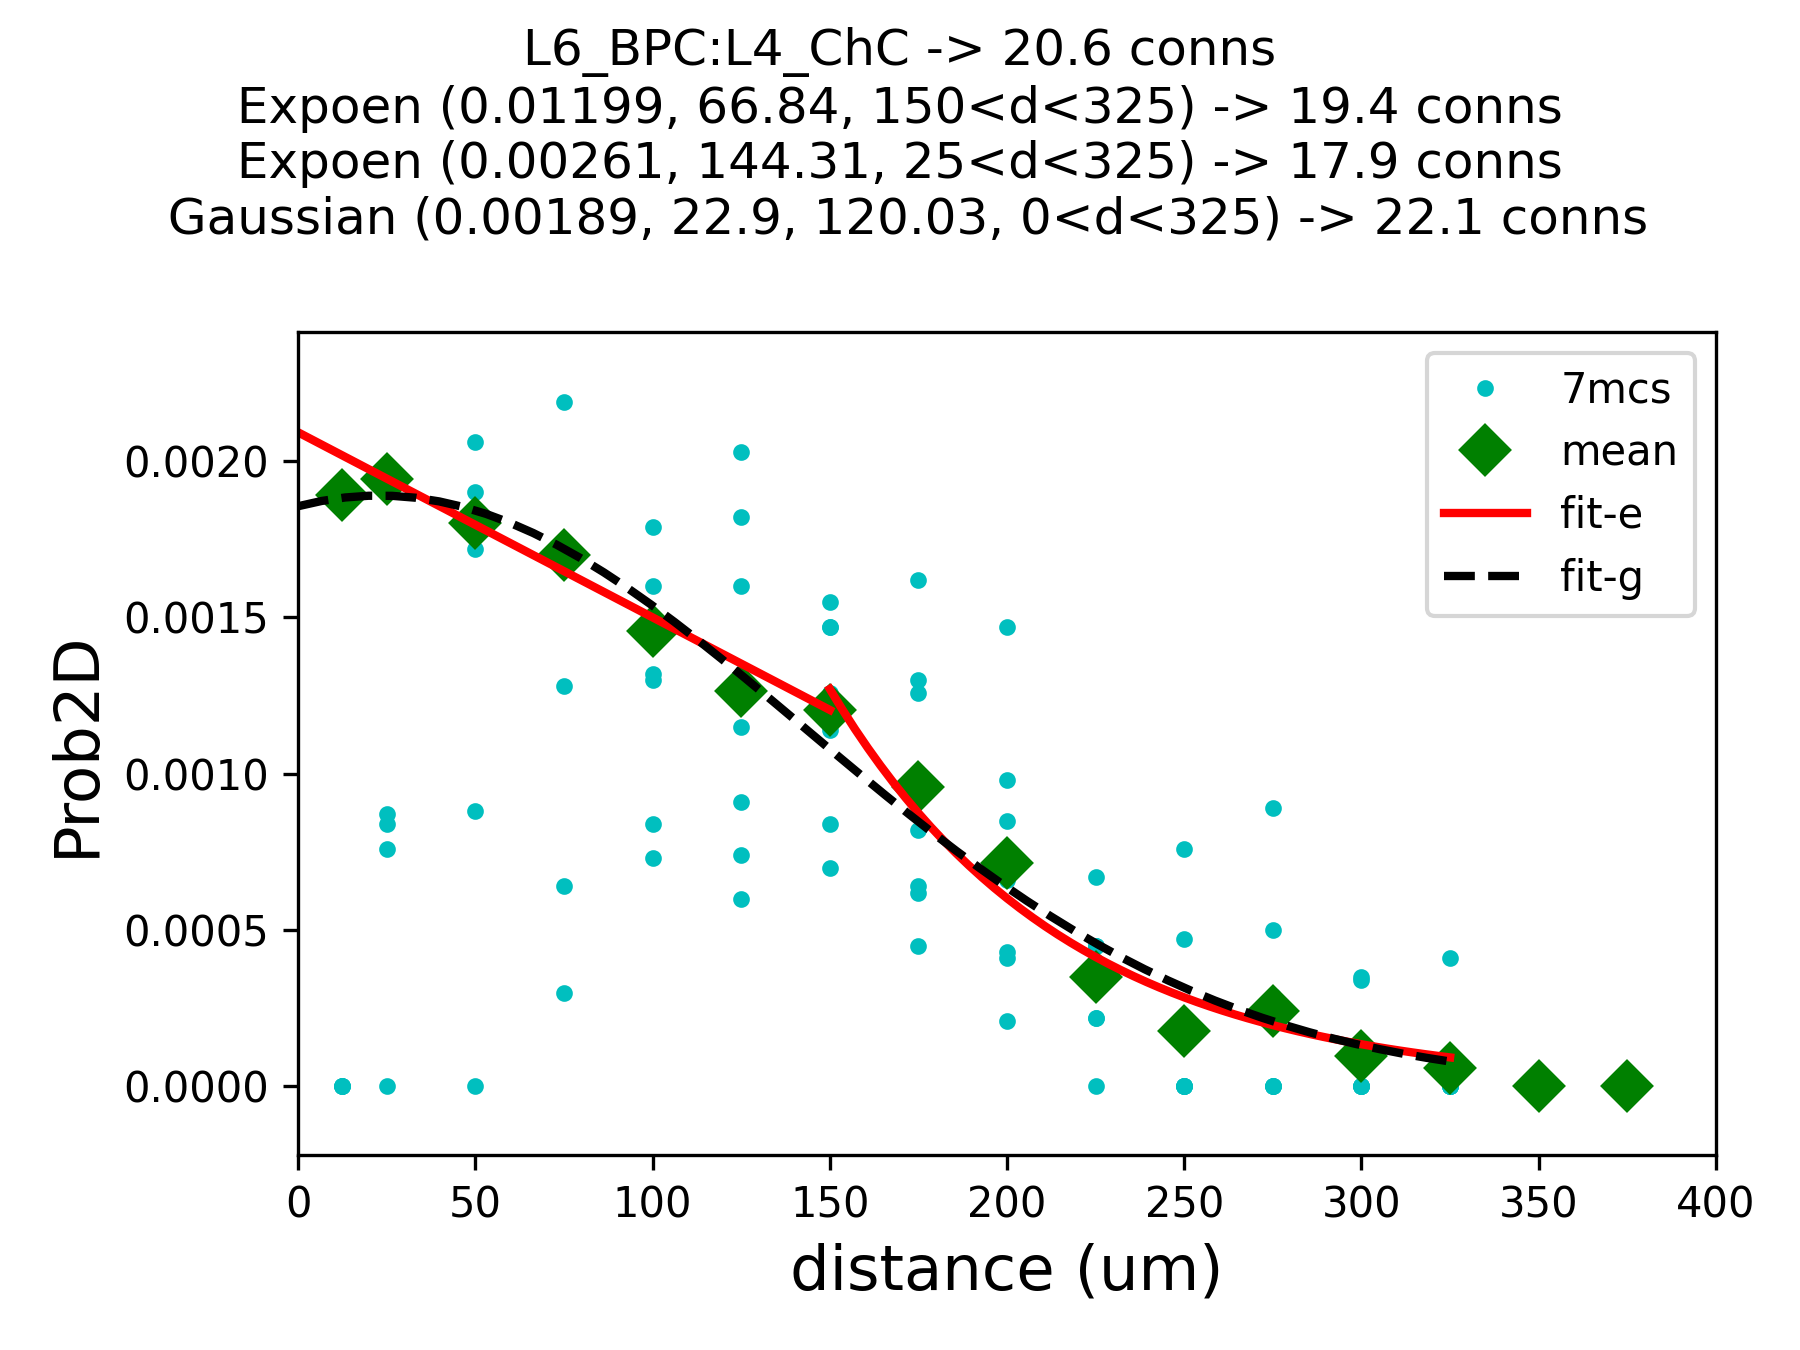 L6_BPC:L4_ChC -> 20.6 conns
Expoen (0.01199, 66.84, 150<d<325) -> 19.4 conns
Expoen (0.00261, 144.31, 25<d<325) -> 17.9 conns
Gaussian (0.00189, 22.9, 120.03, 0<d<325) -> 22.1 conns
7mcs
mean
fit-e
fit-g
Prob2D
0.0020
0.0015
0.0010
0.0005
0.0000
0 50 100 150 200 250 300 350 400
distance (um)